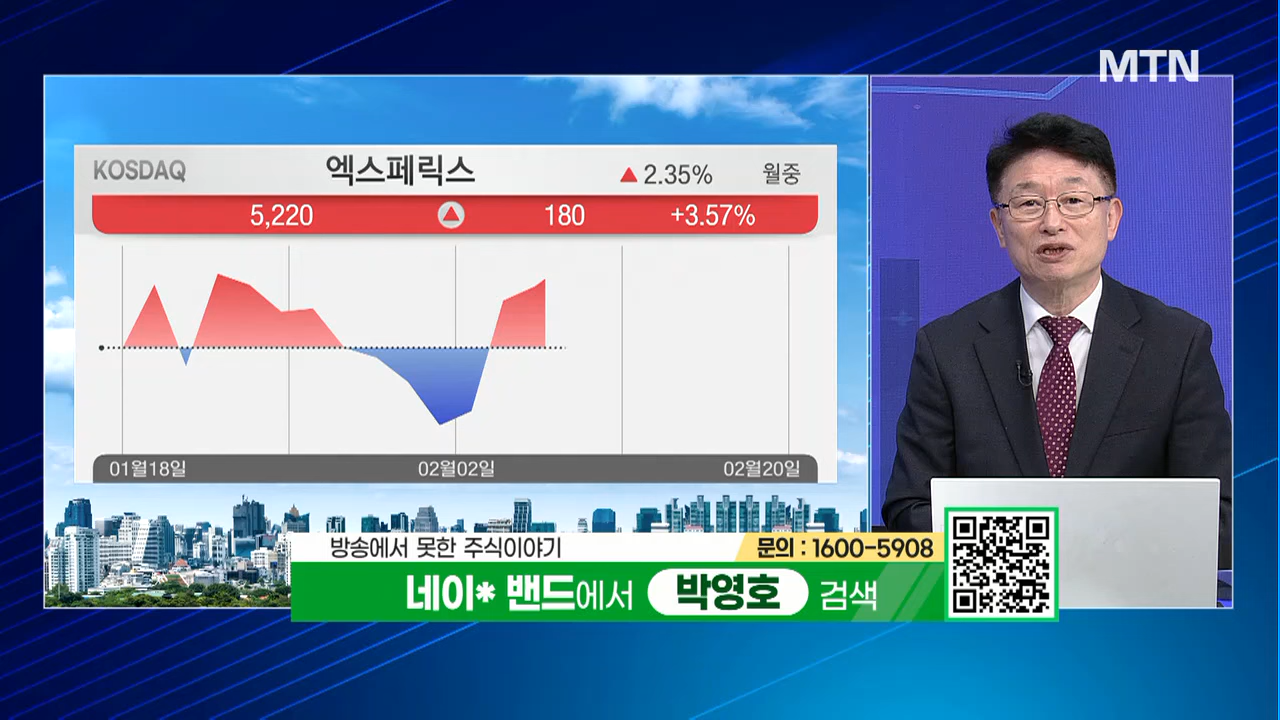 MTN
KOSDAQ 엑스페릭스 ▲ 2.35% 월중
5,220 ▲ 180 +3.57%
01월18일 02월02일 02월20일
방송에서 못한 주식이야기 문의 : 1600-5908
네이* 밴드에서 박영호 검색